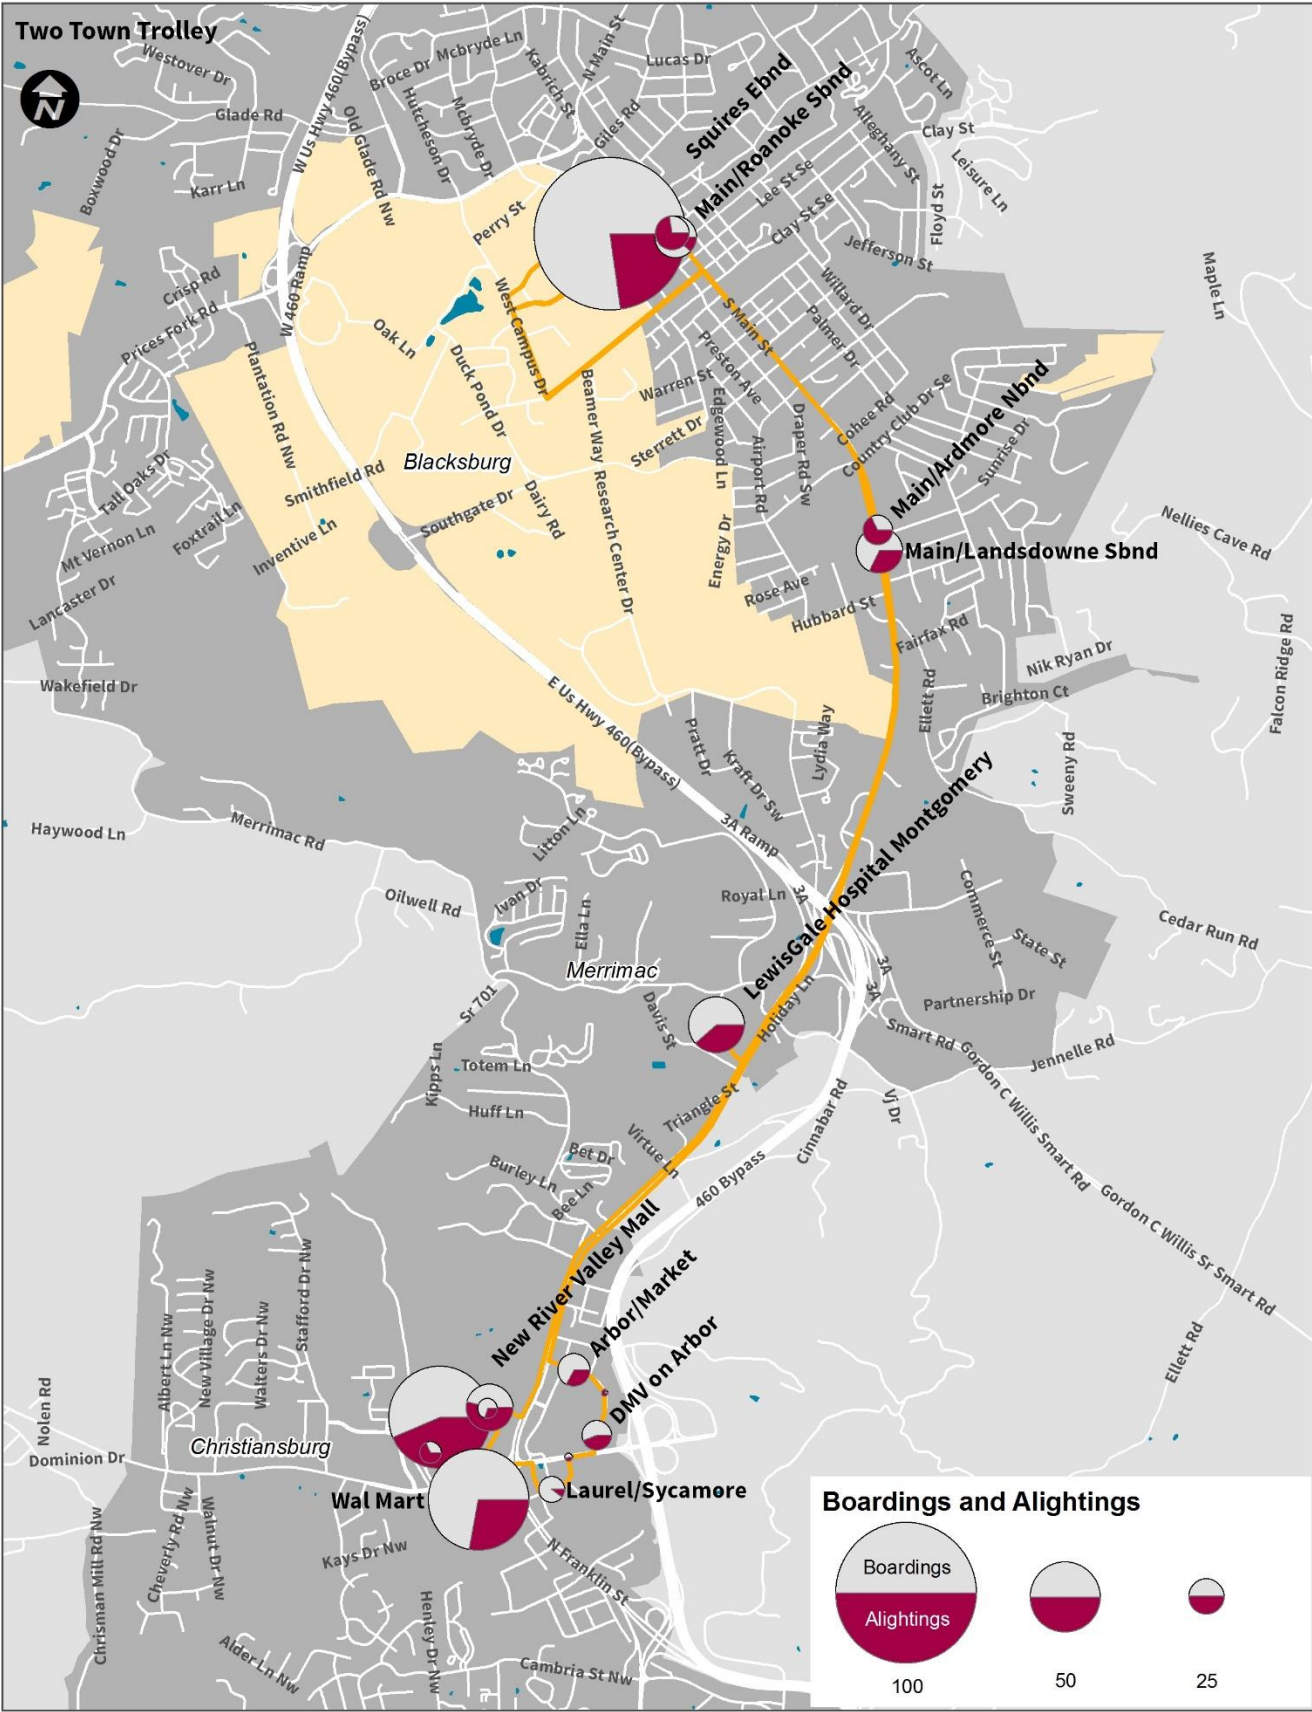 Two Town Trolley
N
Westover Dr
Broce Dr
Mcbryde Ln
Kabrich St
N Main St
Lucas Dr
Ascot Ln
Glade Rd
W Us Hwy 460(Bypass)
Old Glade Rd Nw
Hutcheson Dr
Mcbryde Dr
Giles Rd
Squires Ebnd
Main/Roanoke Sbnd
Alleghany St
Clay St
Leisure Ln
Boxwood Dr
Karr Ln
Perry St
Lee St Se
Clay St Se
Floyd St
Jefferson St
Maple Ln
Crisp Rd
W 460 Ramp
Prices Fork Rd
Oak Ln
West Campus Dr
S Main St
Willard Dr
Palmer Dr
Plantation Rd Nw
Duck Pond Dr
Beamer Way
Warren St
Preston Ave
Edgewood Ln
Draper Rd Sw
Cohee Rd
Country Club Dr Se
Main/Ardmore Nbnd
Sunrise Dr
Blacksburg
Sterrett Dr
Airport Rd
Tall Oaks Dr
Smithfield Rd
Southgate Dr
Dairy Rd
Research Center Dr
Energy Dr
Mt Vernon Ln
Foxtrail Ln
Inventive Ln
Main/Landsdowne Sbnd
Nellies Cave Rd
Lancaster Dr
Rose Ave
Hubbard St
Fairfax Rd
Nik Ryan Dr
Falcon Ridge Rd
Wakefield Dr
E Us Hwy 460(Bypass)
Ellett Rd
Brighton Ct
Pratt Dr
Kraft Dr Sw
Lydia Way
Sweeny Rd
Haywood Ln
Merrimac Rd
Litton Ln
3A Ramp
LewisGale Hospital Montgomery
Oilwell Rd
Ivan Dr
Ella Ln
Royal Ln
3A
Commerce St
State St
Cedar Run Rd
Merrimac
3A
3A
Partnership Dr
Sr 701
Davis St
Holiday Ln
Smart Rd
Jennelle Rd
Kipps Ln
Totem Ln
Huff Ln
Triangle St
Cinnabar Rd
Vj Dr
Gordon C Willis Smart Rd
Bet Dr
Virtue Ln
Burley Ln
Bee Ln
460 Bypass
Gordon C Willis Sr Smart Rd
New River Valley Mall
Arbor/Market
DMV on Arbor
Albert Ln Nw
New Village Dr Nw
Walters Dr Nw
Stafford Dr Nw
Ellett Rd
Nolen Rd
Dominion Dr
Christiansburg
Wal Mart
Laurel/Sycamore
Chrisman Mill Rd Nw
Cheverly Rd Nw
Walnut Dr Nw
Kays Dr Nw
Henley Dr Nw
N Franklin St
Alder Ln Nw
Cambria St Nw
Boardings and Alightings
Boardings
Alightings
100
50
25